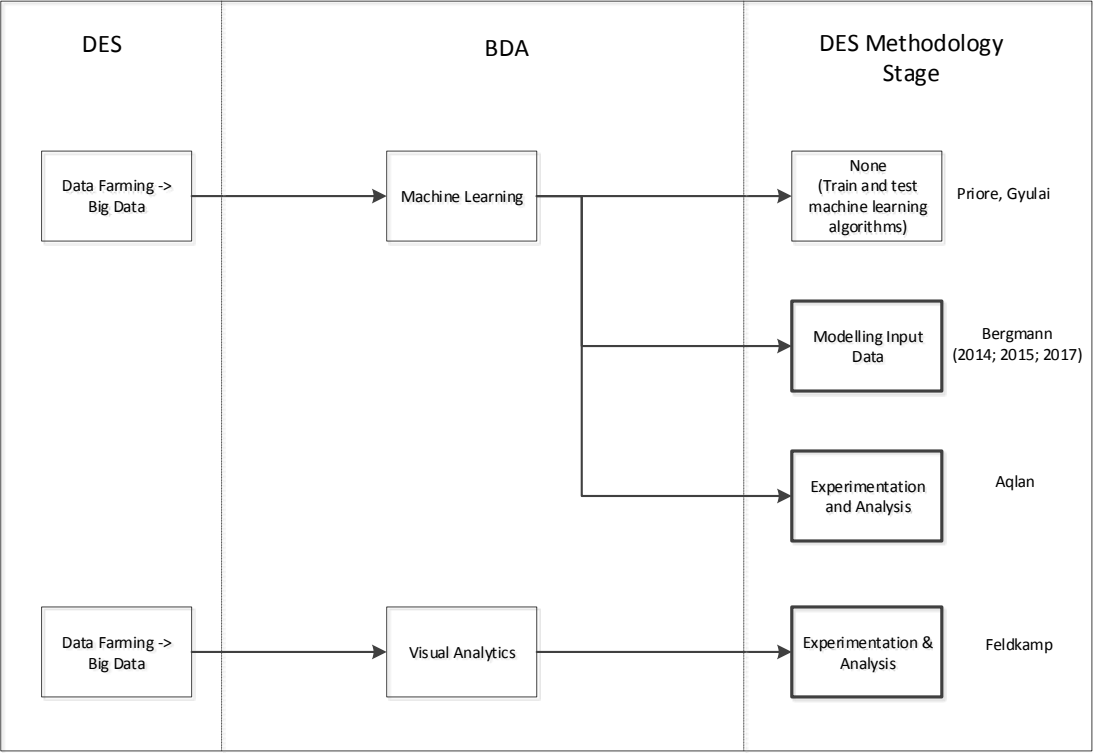 DES
BDA
DES Methodology
Stage
Data Farming ->
Big Data
Machine Learning
None
(Train and test
machine learning
algorithms)
Priore, Gyulai
Modelling Input
Data
Bergmann
(2014; 2015; 2017)
Experimentation
and Analysis
Aqlan
Data Farming ->
Big Data
Visual Analytics
Experimentation &
Analysis
Feldkamp